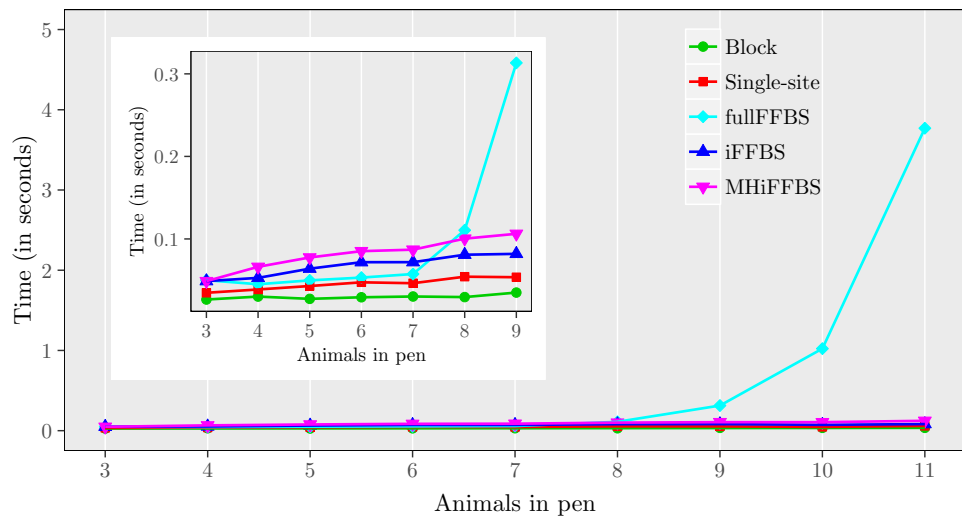 5
4
3
2
1
0
Time (in seconds)
3 4 5 6 7 8 9 10 11
Animals in pen
0.3
0.2
0.1
Time (in seconds)
3 4 5 6 7 8 9
Animals in pen
Block
Single-site
fullFFBS
iFFBS
MHiFFBS